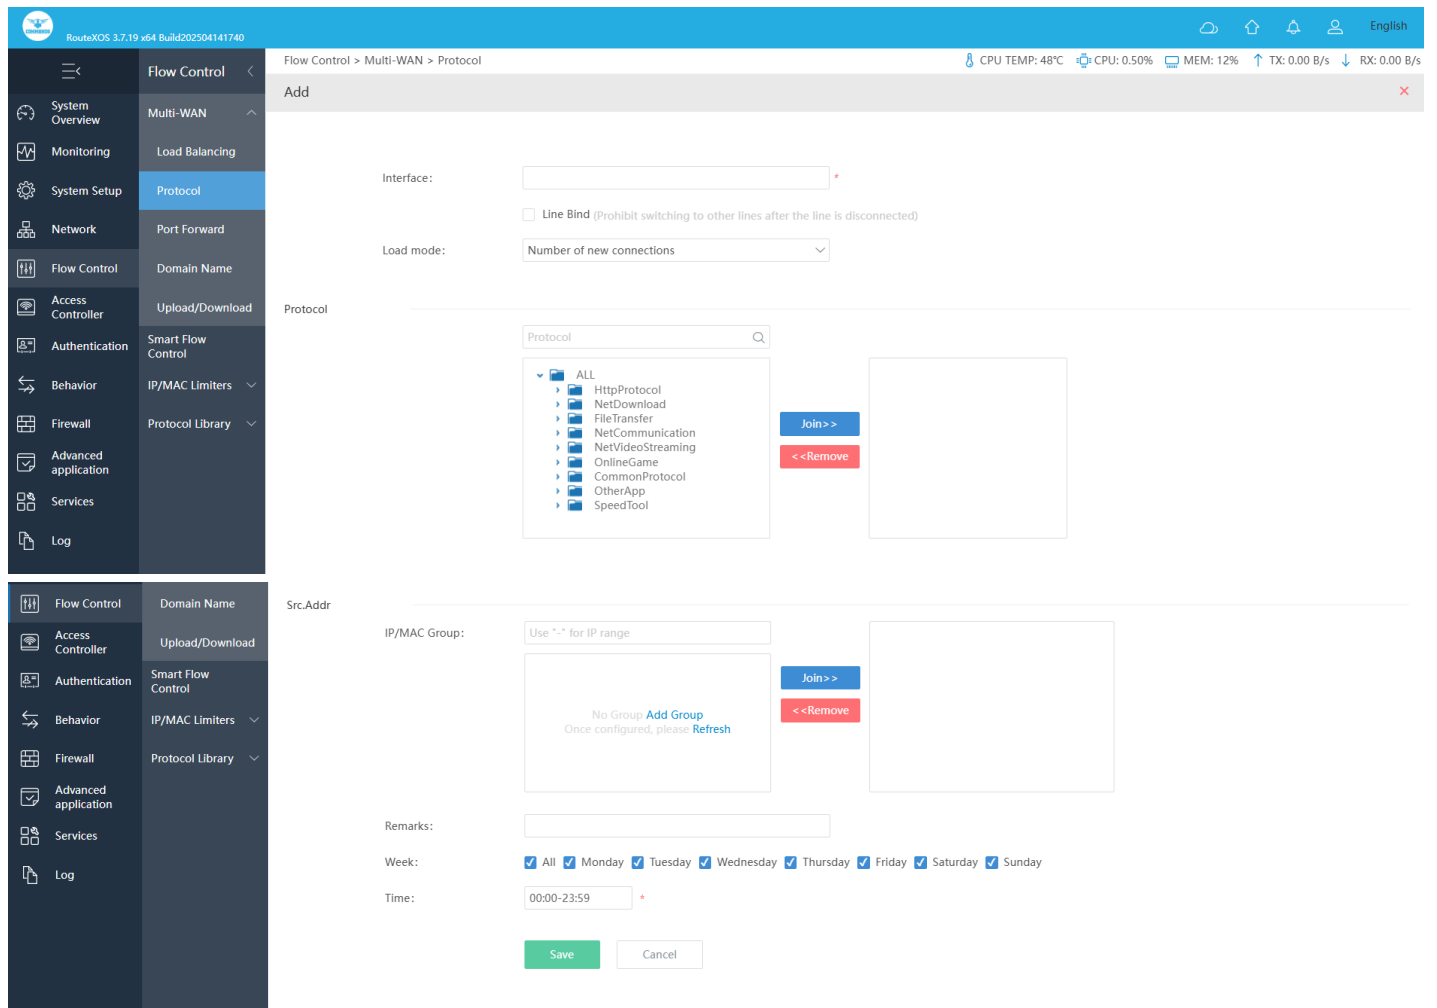 COMMANDO
RouteXOS 3.7.19 x64 Build202504141740
English
Flow Control
Flow Control > Multi-WAN > Protocol
CPU TEMP: 48℃ CPU: 0.50% MEM: 12% TX: 0.00 B/s RX: 0.00 B/s
Add
System
Overview
Monitoring
System Setup
Network
Flow Control
Access
Controller
Authentication
Behavior
Firewall
Advanced
application
Services
Log
Multi-WAN
Load Balancing
Protocol
Port Forward
Domain Name
Upload/Download
Smart Flow
Control
IP/MAC Limiters
Protocol Library
Interface: *
Line Bind (Prohibit switching to other lines after the line is disconnected)
Load mode: Number of new connections
Protocol
Protocol
ALL
HttpProtocol
NetDownload
FileTransfer
NetCommunication
NetVideoStreaming
OnlineGame
CommonProtocol
OtherApp
SpeedTool
Join>>
<<Remove
Flow Control
Access
Controller
Authentication
Behavior
Firewall
Advanced
application
Services
Log
Domain Name
Upload/Download
Smart Flow
Control
IP/MAC Limiters
Protocol Library
Src.Addr
IP/MAC Group: Use "-" for IP range
No Group Add Group
Once configured, please Refresh
Join>>
<<Remove
Remarks:
Week: All Monday Tuesday Wednesday Thursday Friday Saturday Sunday
Time: 00:00-23:59 *
Save Cancel